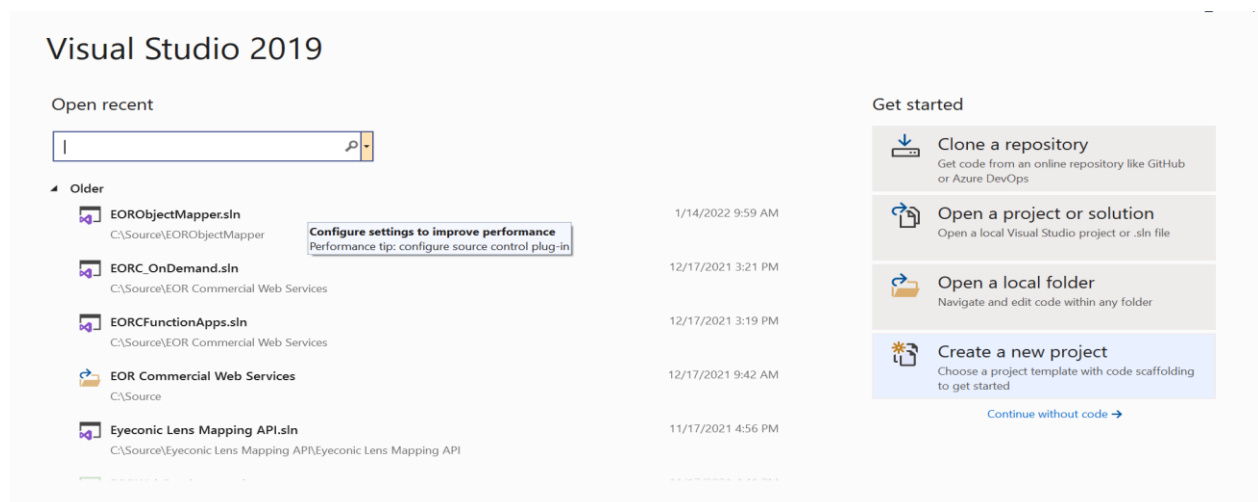 Visual Studio 2019
Open recent
Older
EORObjectMapper.sln
1/14/2022 9:59 AM
C:\Source\EORObjectMapper
Configure settings to improve performance
Performance tip: configure source control plug-in
EORC_OnDemand.sln
12/17/2021 3:21 PM
C:\Source\EOR Commercial Web Services
EORCFunctionApps.sln
12/17/2021 3:19 PM
C:\Source\EOR Commercial Web Services
EOR Commercial Web Services
12/17/2021 9:42 AM
C:\Source
Eyeconic Lens Mapping API.sln
11/17/2021 4:56 PM
C:\Source\Eyeconic Lens Mapping API\Eyeconic Lens Mapping API
Get started
Clone a repository
Get code from an online repository like GitHub
or Azure DevOps
Open a project or solution
Open a local Visual Studio project or .sln file
Open a local folder
Navigate and edit code within any folder
Create a new project
Choose a project template with code scaffolding
to get started
Continue without code →